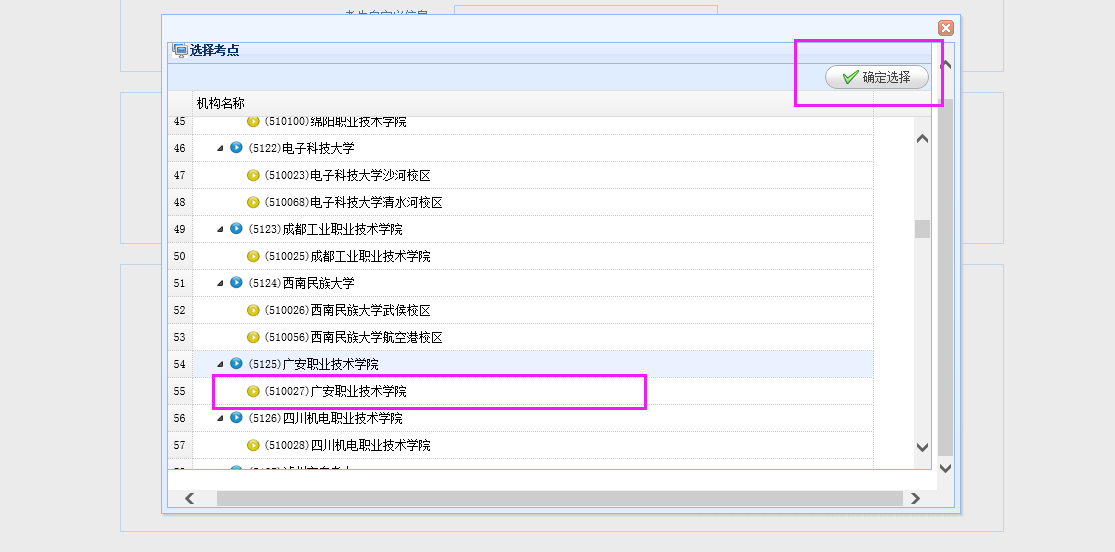 考生自定义信息
选择考点
确定选择
机构名称
45 (510100)绵阳职业技术学院
46 (5122)电子科技大学
47 (510023)电子科技大学沙河校区
48 (510068)电子科技大学清水河校区
49 (5123)成都工业职业技术学院
50 (510025)成都工业职业技术学院
51 (5124)西南民族大学
52 (510026)西南民族大学武侯校区
53 (510056)西南民族大学航空港校区
54 (5125)广安职业技术学院
55 (510027)广安职业技术学院
56 (5126)四川机电职业技术学院
57 (510028)四川机电职业技术学院